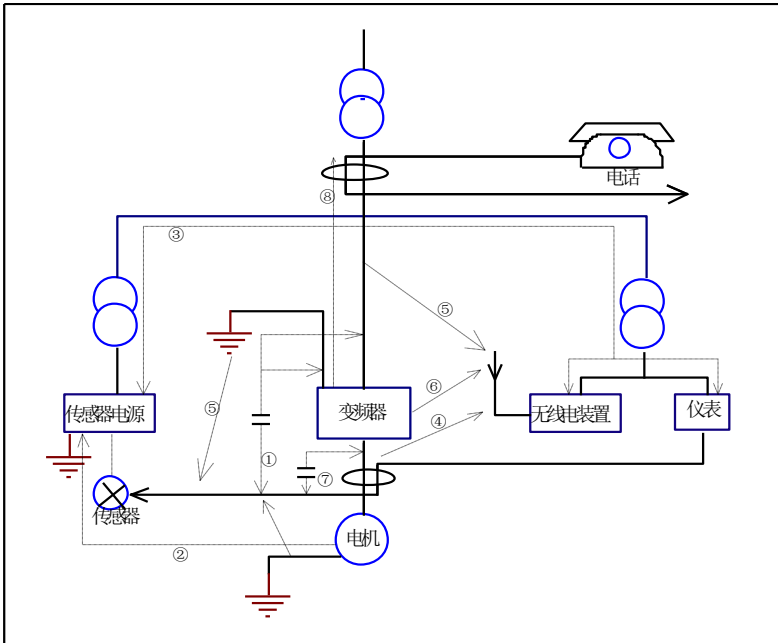 电话
⑧
③
⑤
⑥
传感器电源
变频器
无线电装置
仪表
⑤
④
①
⑦
传感器
电机
②